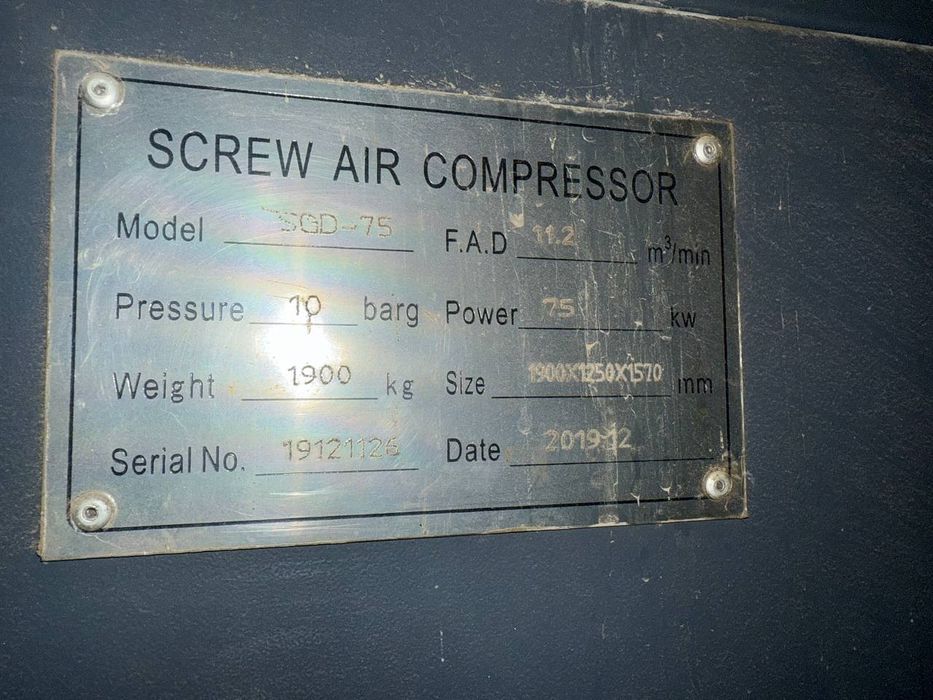 SCREW AIR COMPRESSOR
Model SGD-75 F.A.D 11.2 m³/min
Pressure 10 barg Power 75 kw
Weight 1900 kg Size 1900X1250X1570 mm
Serial No. 19121126 Date 2019-12